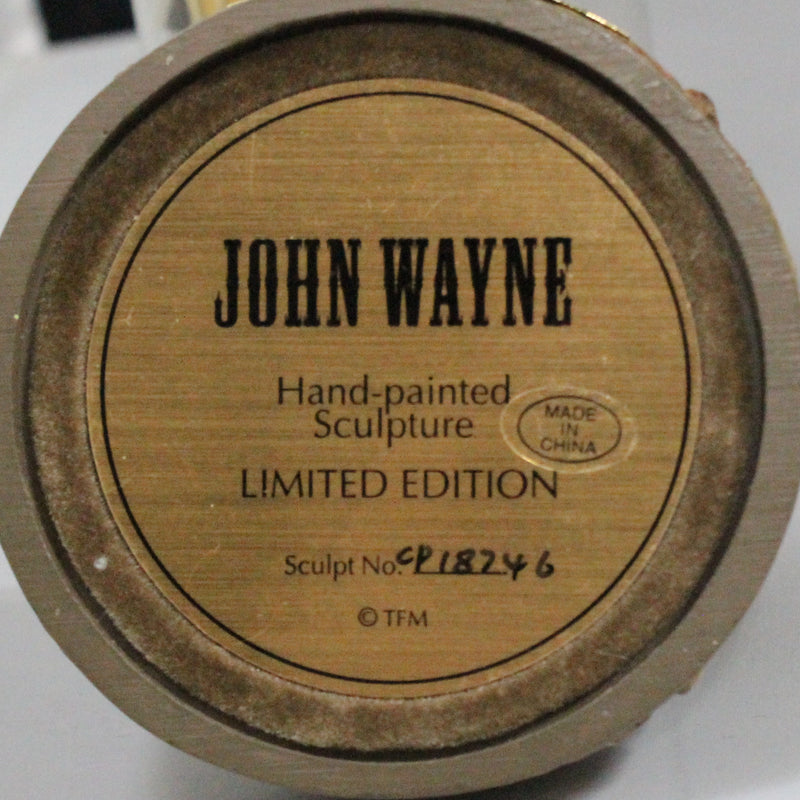 JOHN WAYNE
Hand-painted
Sculpture
MADE
IN
CHINA
LIMITED EDITION
Sculpt No. CP18246
© TFM